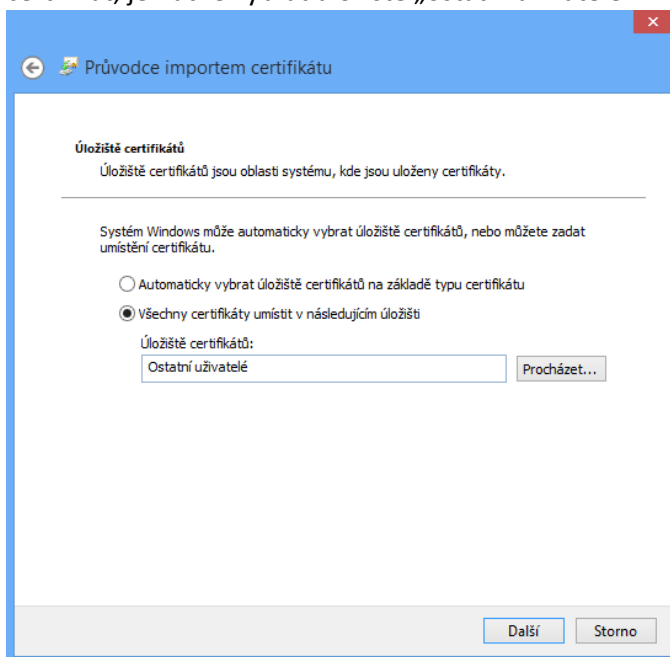 Průvodce importem certifikátu
Úložiště certifikátů
Úložiště certifikátů jsou oblasti systému, kde jsou uloženy certifikáty.
Systém Windows může automaticky vybrat úložiště certifikátů, nebo můžete zadat
umístění certifikátu.
Automaticky vybrat úložiště certifikátů na základě typu certifikátu
Všechny certifikáty umístit v následujícím úložišti
Úložiště certifikátů:
Ostatní uživatelé
Procházet...
Další
Storno